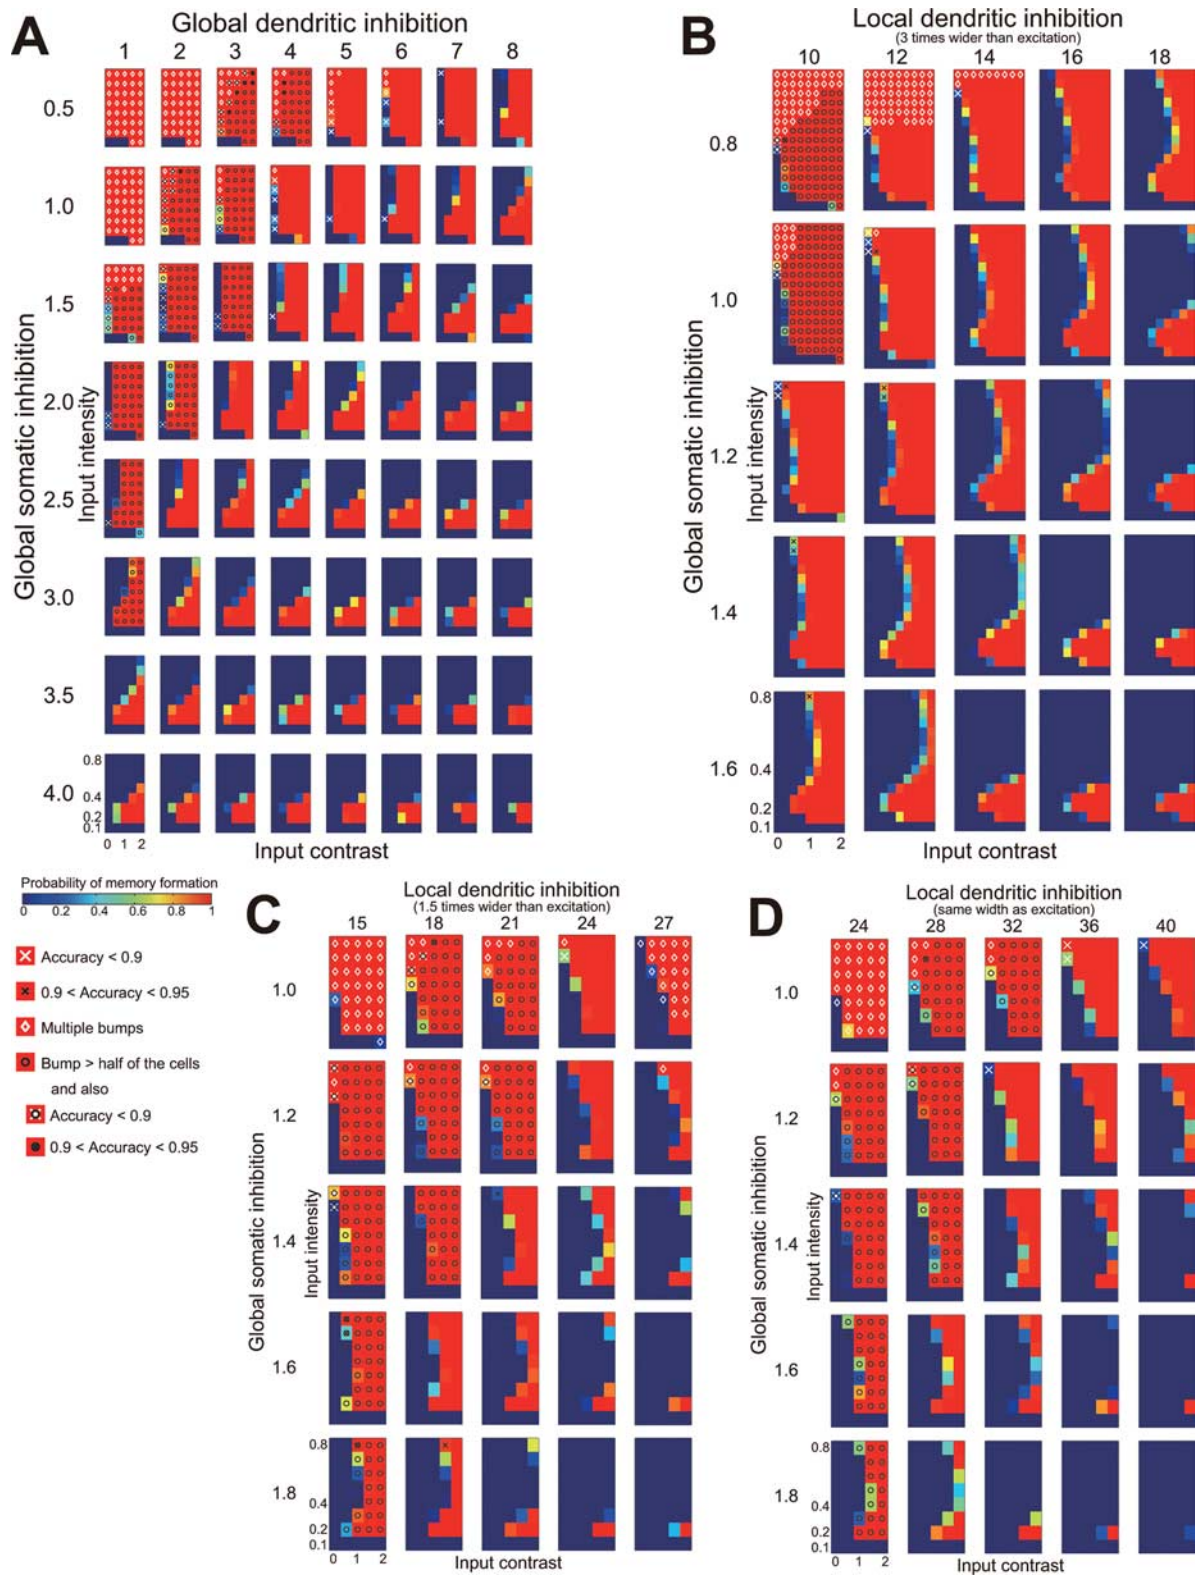 A
Global dendritic inhibition
1 2 3 4 5 6 7 8
Global somatic inhibition
Input intensity
0.5
1.0
1.5
2.0
2.5
3.0
3.5
4.0
0.8
0.4
0.2
0.1
0 1 2
Input contrast
B
Local dendritic inhibition
(3 times wider than excitation)
10 12 14 16 18
Global somatic inhibition
Input intensity
0.8
1.0
1.2
1.4
1.6
0.8
0.4
0.2
0.1
0 1 2
Input contrast
Probability of memory formation
0 0.2 0.4 0.6 0.8 1
Accuracy < 0.9
0.9 < Accuracy < 0.95
Multiple bumps
Bump > half of the cells
and also
Accuracy < 0.9
0.9 < Accuracy < 0.95
C
Local dendritic inhibition
(1.5 times wider than excitation)
15 18 21 24 27
Global somatic inhibition
Input intensity
1.0
1.2
1.4
1.6
1.8
0.8
0.4
0.2
0.1
0 1 2
Input contrast
D
Local dendritic inhibition
(same width as excitation)
24 28 32 36 40
Global somatic inhibition
Input intensity
1.0
1.2
1.4
1.6
1.8
0.8
0.4
0.2
0.1
0 1 2
Input contrast